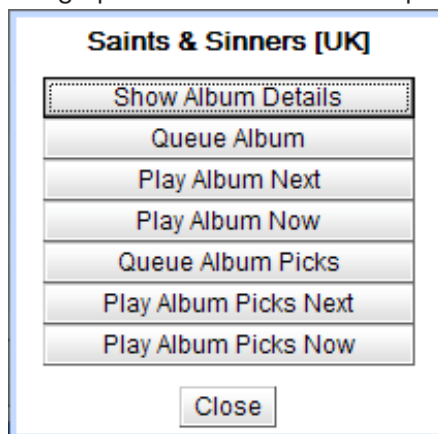 Saints & Sinners [UK]
Show Album Details
Queue Album
Play Album Next
Play Album Now
Queue Album Picks
Play Album Picks Next
Play Album Picks Now
Close